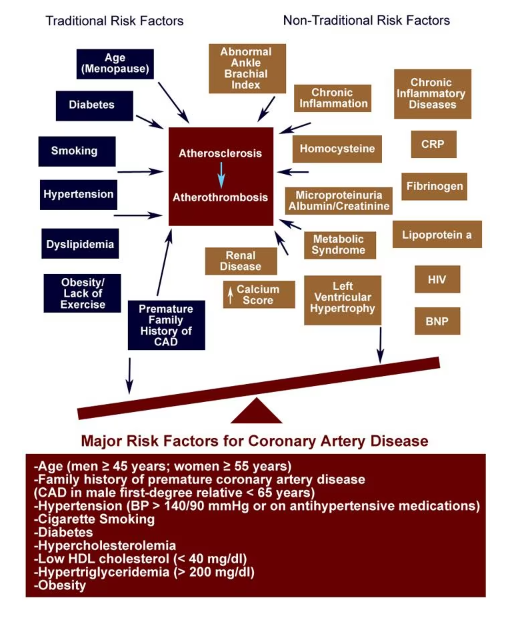 Traditional Risk Factors
Non-Traditional Risk Factors
Age
(Menopause)
Diabetes
Smoking
Hypertension
Dyslipidemia
Obesity/
Lack of
Exercise
Premature
Family
History of
CAD
Atherosclerosis
Atherothrombosis
Abnormal
Ankle
Brachial
Index
Chronic
Inflammation
Homocysteine
Microproteinuria
Albumin/Creatinine
Metabolic
Syndrome
Renal
Disease
Calcium
Score
Left
Ventricular
Hypertrophy
Chronic
Inflammatory
Diseases
CRP
Fibrinogen
Lipoprotein a
HIV
BNP
Major Risk Factors for Coronary Artery Disease
-Age (men ≥ 45 years; women ≥ 55 years)
-Family history of premature coronary artery disease
(CAD in male first-degree relative < 65 years)
-Hypertension (BP > 140/90 mmHg or on antihypertensive medications)
-Cigarette Smoking
-Diabetes
-Hypercholesterolemia
-Low HDL cholesterol (< 40 mg/dl)
-Hypertriglyceridemia (> 200 mg/dl)
-Obesity